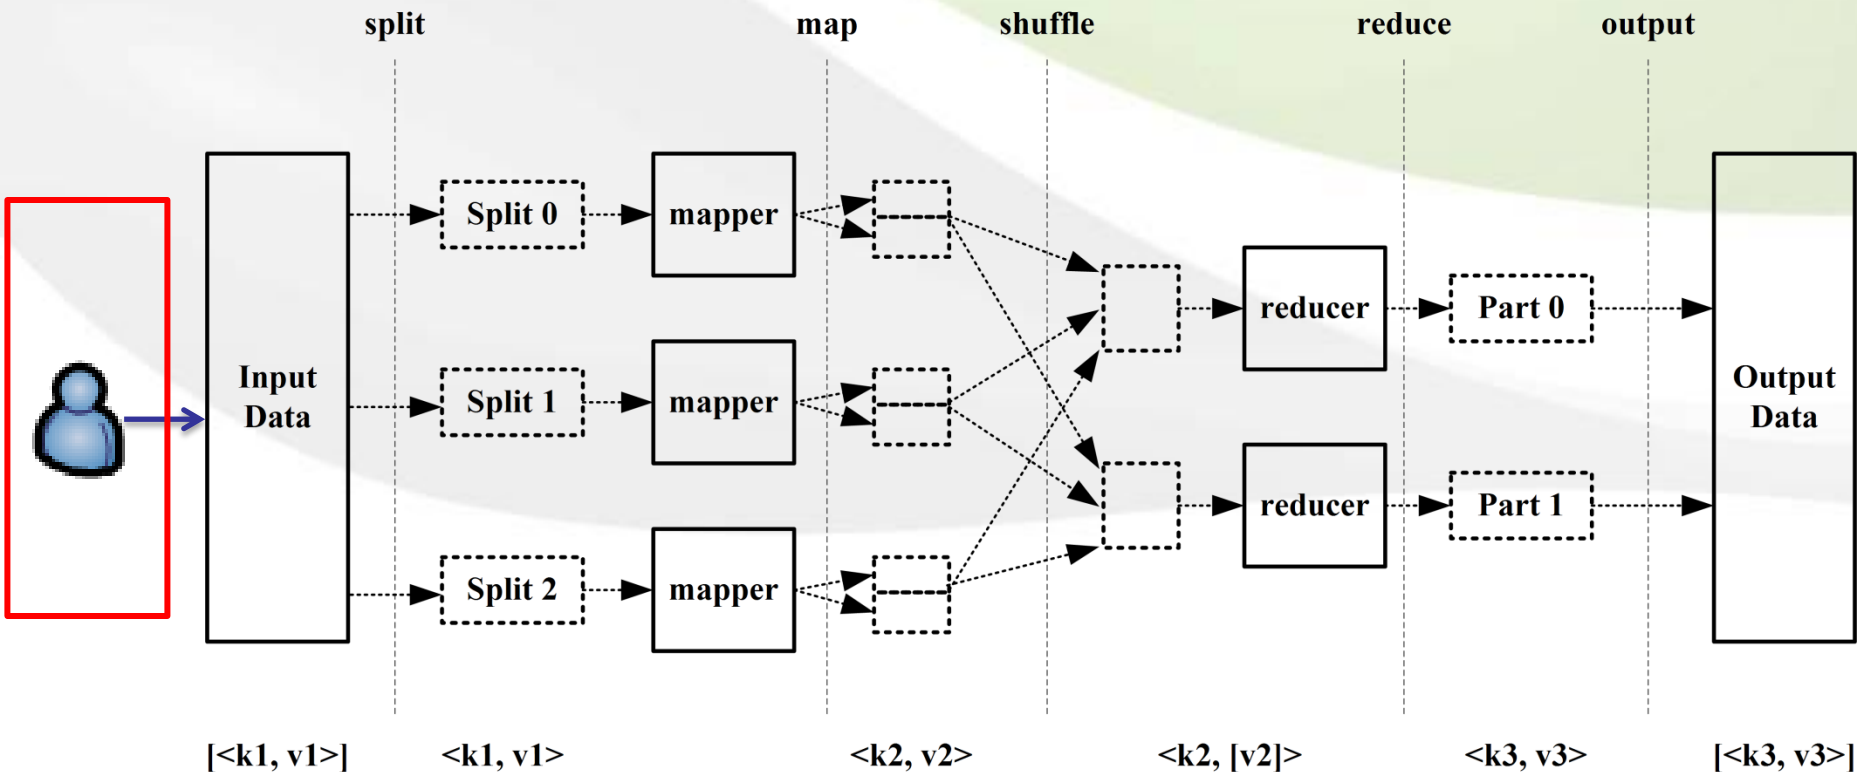 split
map
shuffle
reduce
output
Input
Data
Split 0
mapper
Split 1
mapper
Split 2
mapper
reducer
Part 0
reducer
Part 1
Output
Data
[<k1, v1>]
<k1, v1>
<k2, v2>
<k2, [v2]>
<k3, v3>
[<k3, v3>]